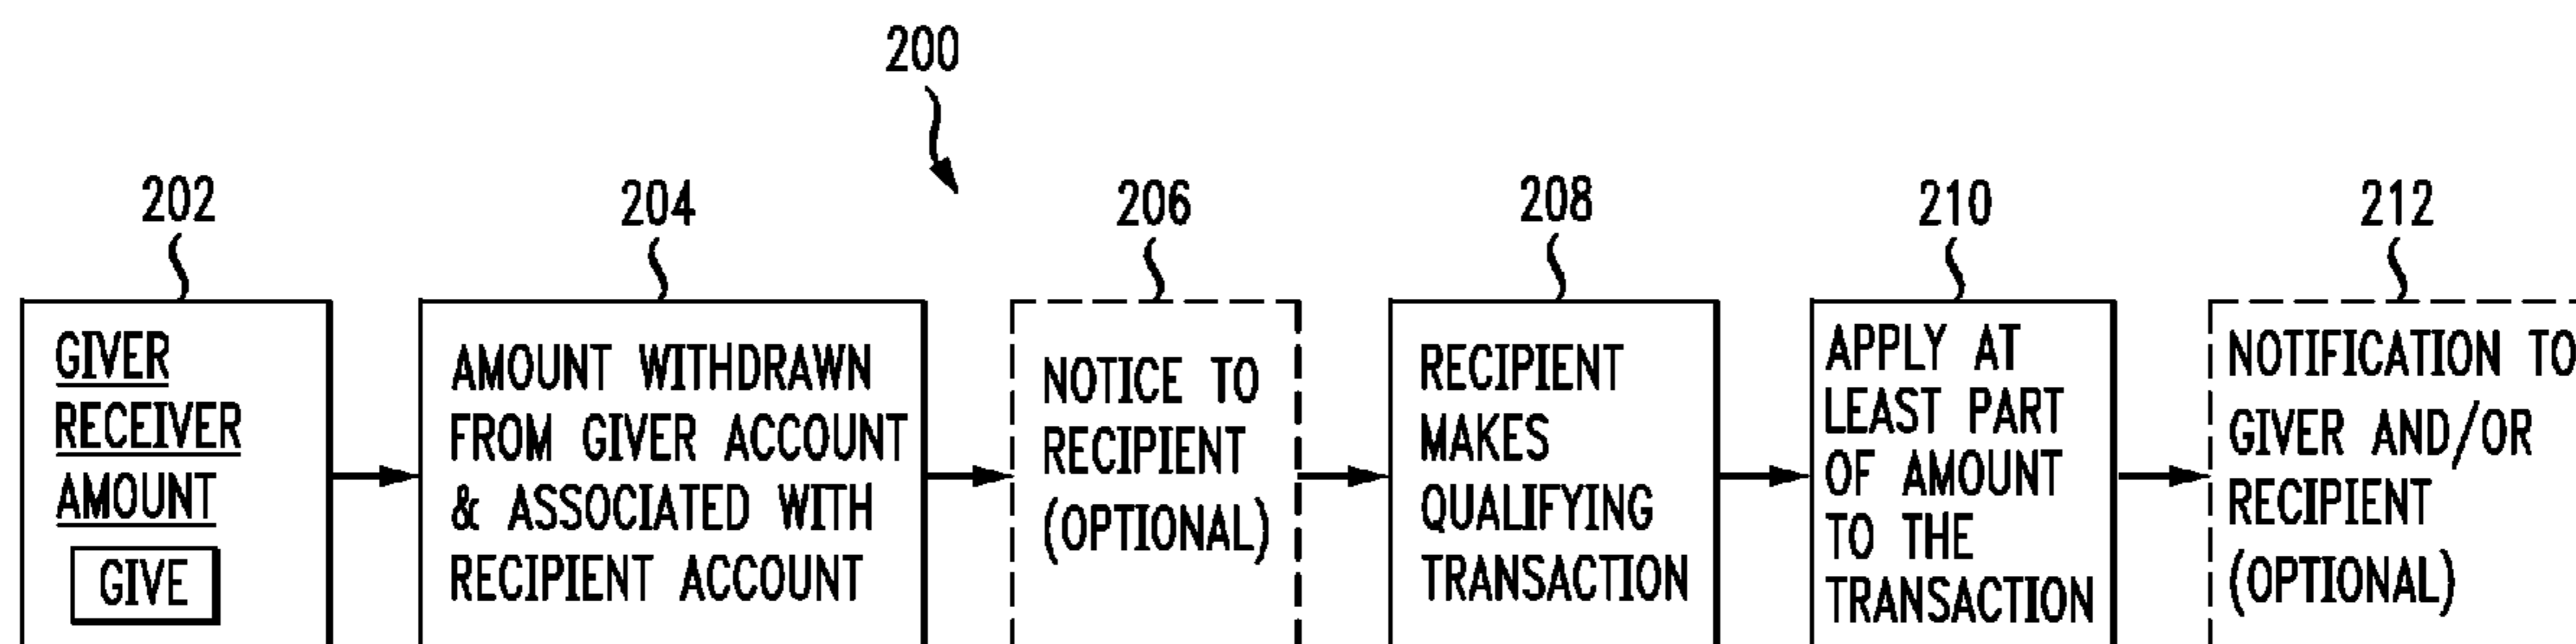 200
202
204
206
208
210
212
GIVER
RECEIVER
AMOUNT
GIVE
AMOUNT WITHDRAWN
FROM GIVER ACCOUNT
& ASSOCIATED WITH
RECIPIENT ACCOUNT
NOTICE TO
RECIPIENT
(OPTIONAL)
RECIPIENT
MAKES
QUALIFYING
TRANSACTION
APPLY AT
LEAST PART
OF AMOUNT
TO THE
TRANSACTION
NOTIFICATION TO
GIVER AND/OR
RECIPIENT
(OPTIONAL)